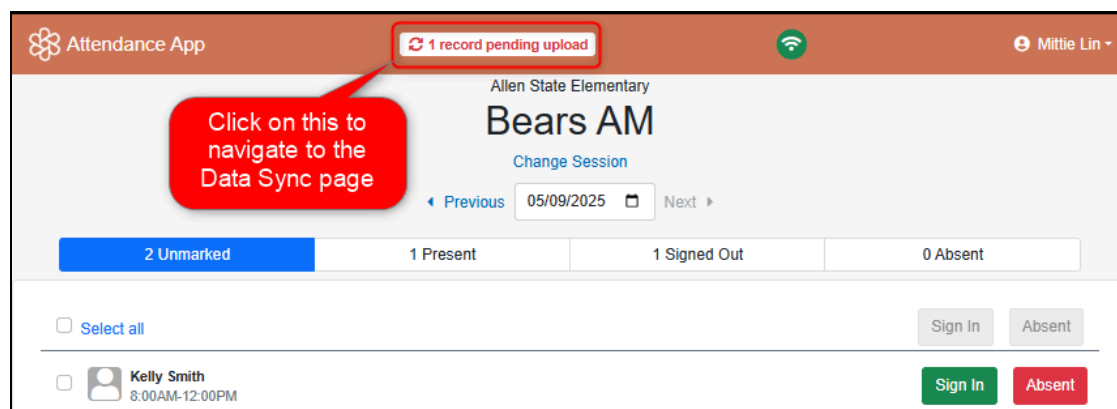 Attendance App
1 record pending upload
Mittie Lin
Click on this to
navigate to the
Data Sync page
Allen State Elementary
Bears AM
Change Session
Previous 05/09/2025 Next
2 Unmarked 1 Present 1 Signed Out 0 Absent
Select all Sign In Absent
Kelly Smith
8:00AM-12:00PM
Sign In Absent